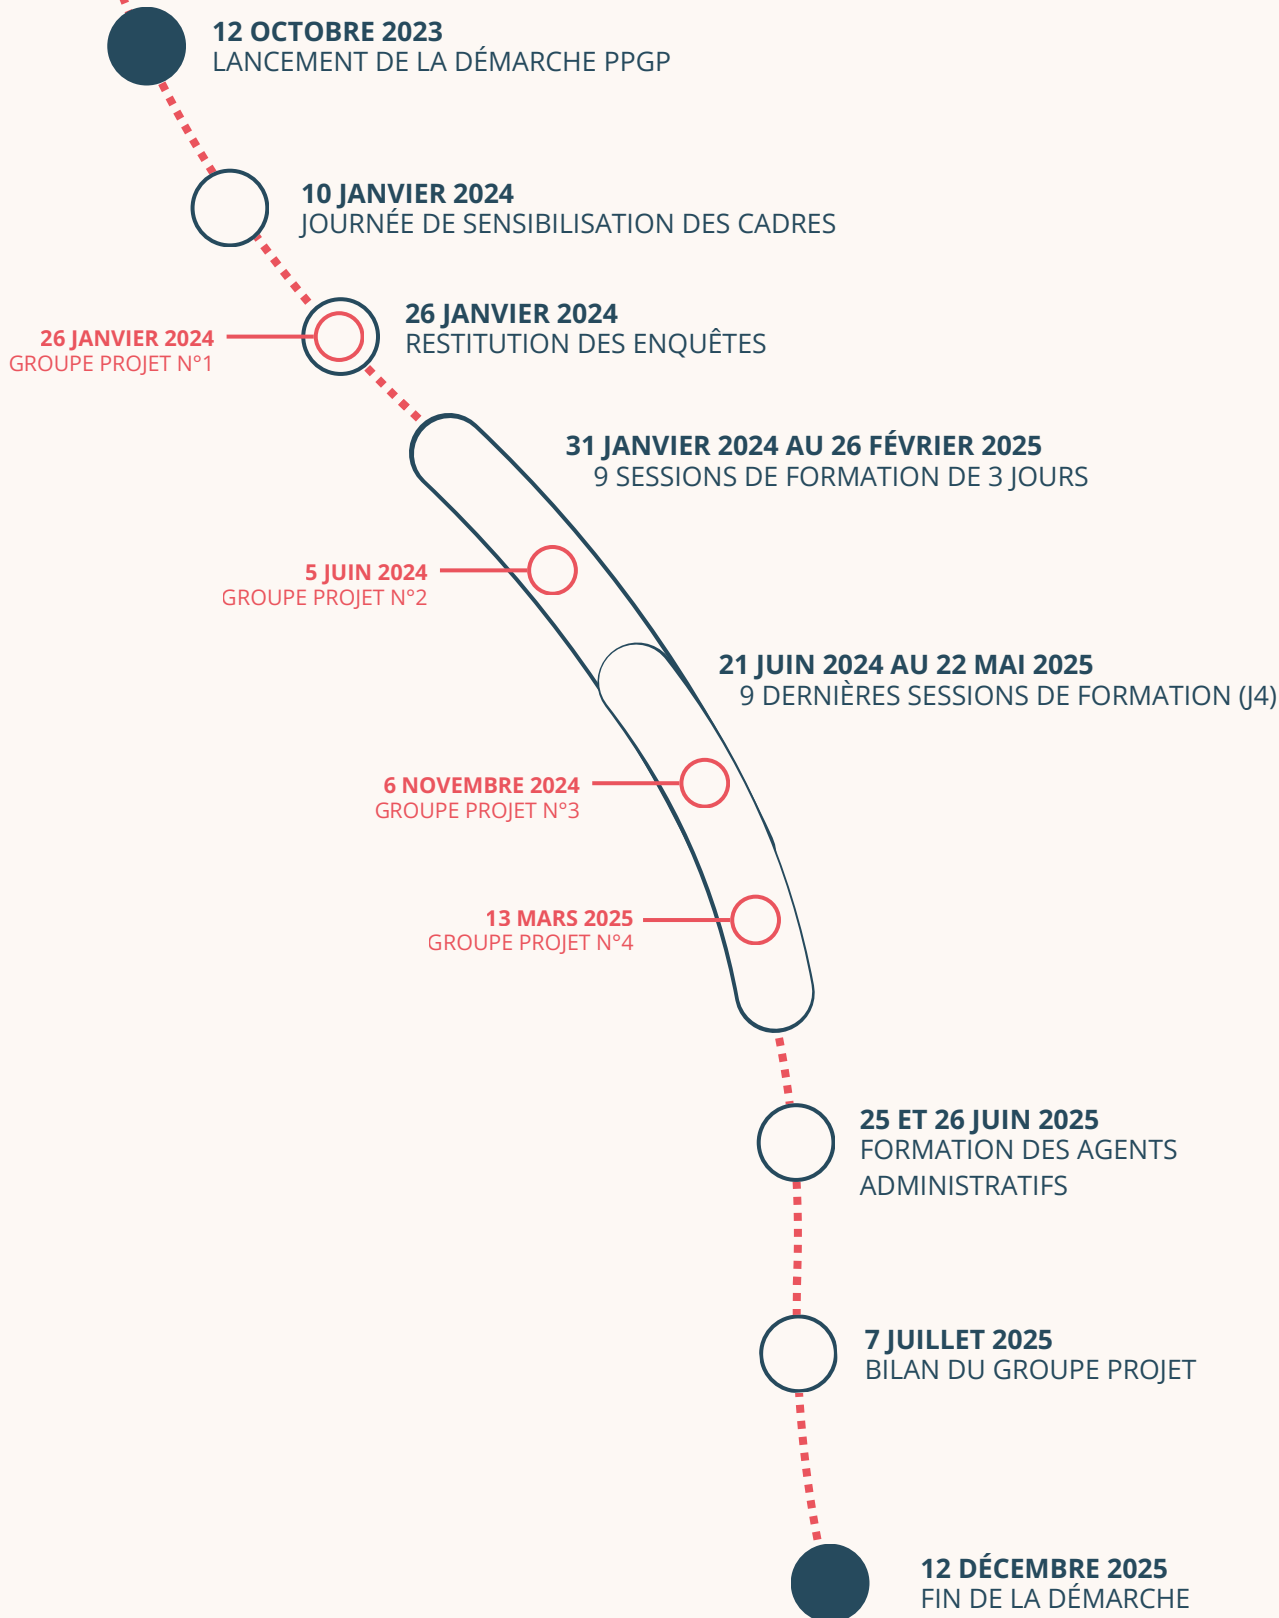 12 OCTOBRE 2023
LANCEMENT DE LA DÉMARCHE PPGP
10 JANVIER 2024
JOURNÉE DE SENSIBILISATION DES CADRES
26 JANVIER 2024
RESTITUTION DES ENQUÊTES
26 JANVIER 2024
GROUPE PROJET N°1
31 JANVIER 2024 AU 26 FÉVRIER 2025
9 SESSIONS DE FORMATION DE 3 JOURS
5 JUIN 2024
GROUPE PROJET N°2
21 JUIN 2024 AU 22 MAI 2025
9 DERNIÈRES SESSIONS DE FORMATION (J4)
6 NOVEMBRE 2024
GROUPE PROJET N°3
13 MARS 2025
GROUPE PROJET N°4
25 ET 26 JUIN 2025
FORMATION DES AGENTS
ADMINISTRATIFS
7 JUILLET 2025
BILAN DU GROUPE PROJET
12 DÉCEMBRE 2025
FIN DE LA DÉMARCHE